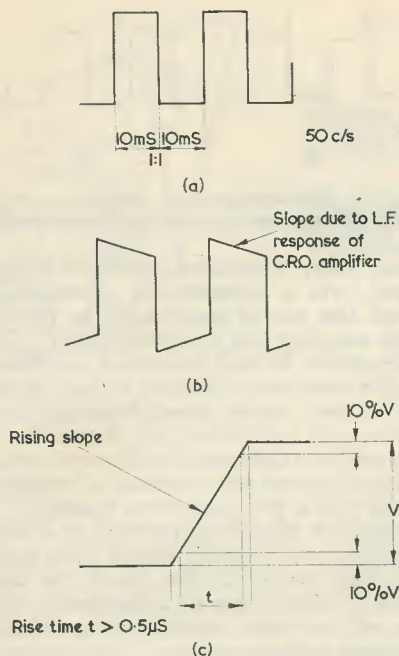 10mS 10mS
1:1
50 c/s
(a)
Slope due to L.F.
response of
C.R.O. amplifier
(b)
10%V
Rising slope
V
t
10%V
Rise time t > 0·5µS
(c)